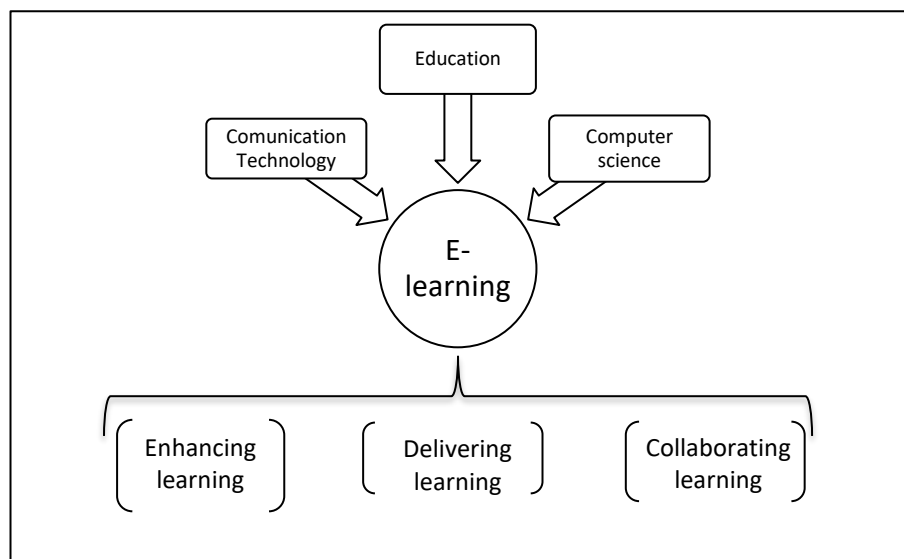 Education
Comunication
Technology
Computer
science
E-
learning
Enhancing
learning
Delivering
learning
Collaborating
learning